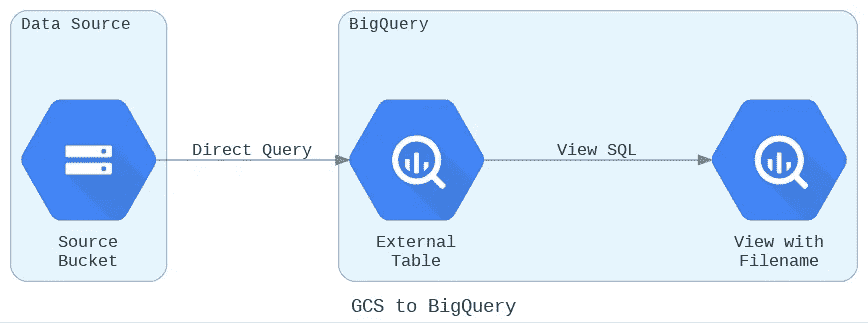 Data Source
BigQuery
Direct Query
View SQL
Source
Bucket
External
Table
View with
Filename
GCS to BigQuery